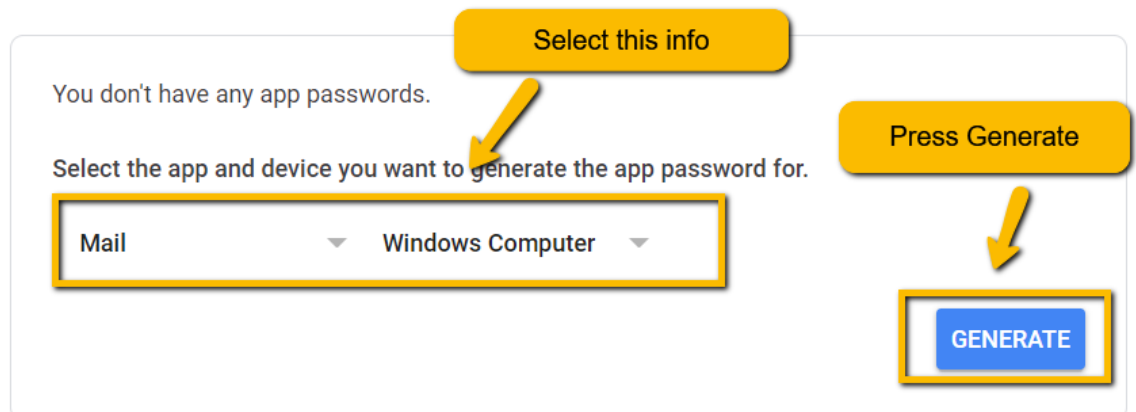 Select this info
You don't have any app passwords.
Press Generate
Select the app and device you want to generate the app password for.
Mail
Windows Computer
GENERATE